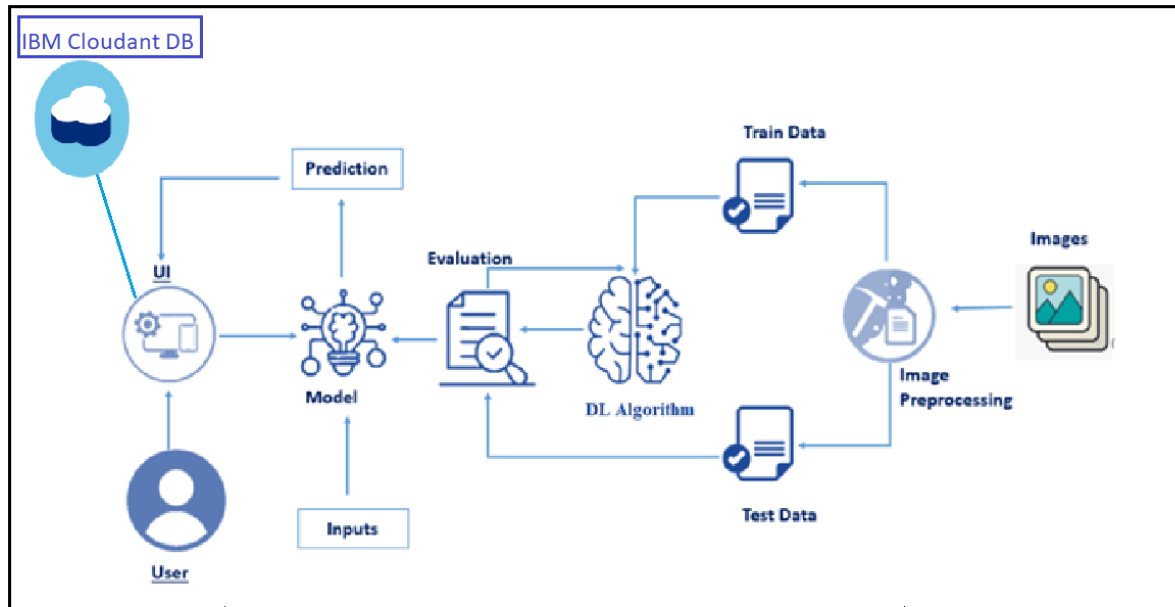 IBM Cloudant DB
Train Data
Prediction
Images
Evaluation
UI
Image
Preprocessing
Model
DL Algorithm
Test Data
Inputs
User